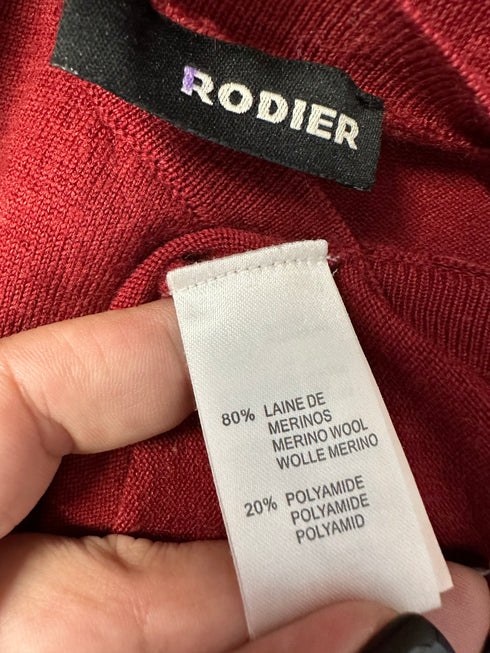 RODIER
80% LAINE DE
MERINOS
MERINO WOOL
WOLLE MERINO
20% POLYAMIDE
POLYAMIDE
POLYAMID